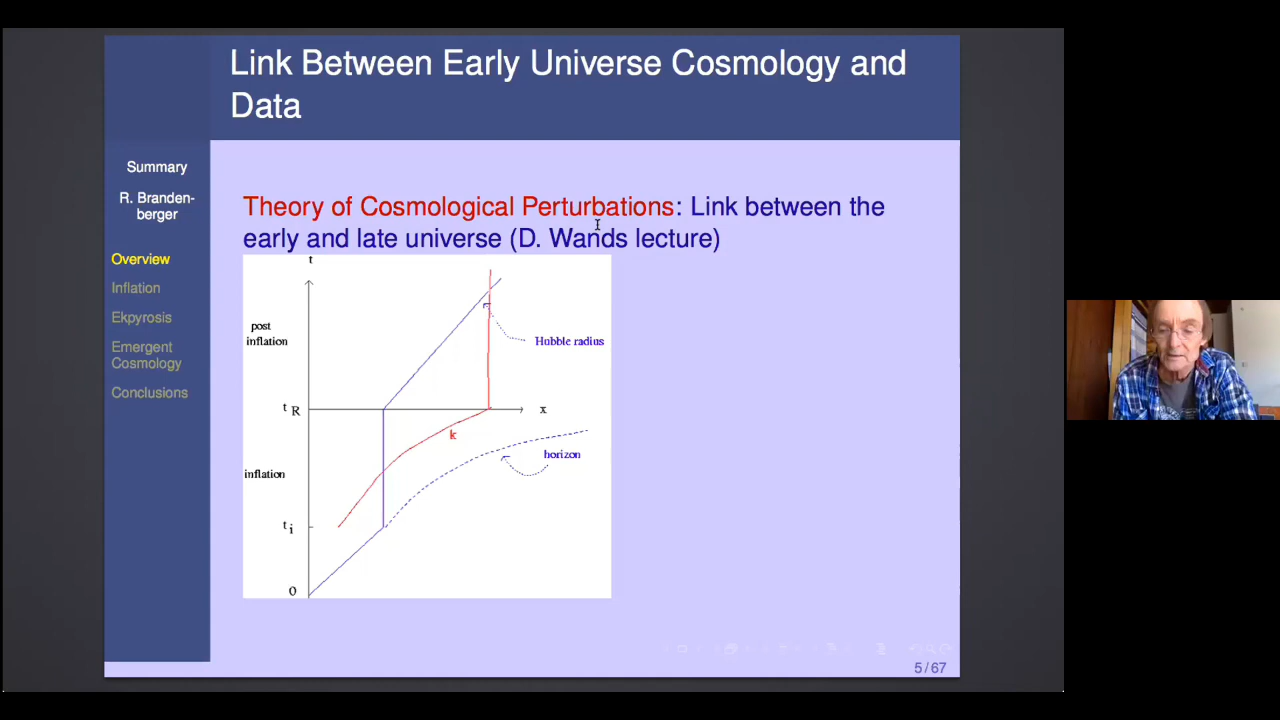 Link Between Early Universe Cosmology and
Data
Summary
R. Branden-
berger
Overview
Inflation
Ekpyrosis
Emergent
Cosmology
Conclusions
Theory of Cosmological Perturbations: Link between the
early and late universe (D. Wands lecture)
t
post
inflation
Hubble radius
t R
x
k
inflation
horizon
t i
0
5 / 67